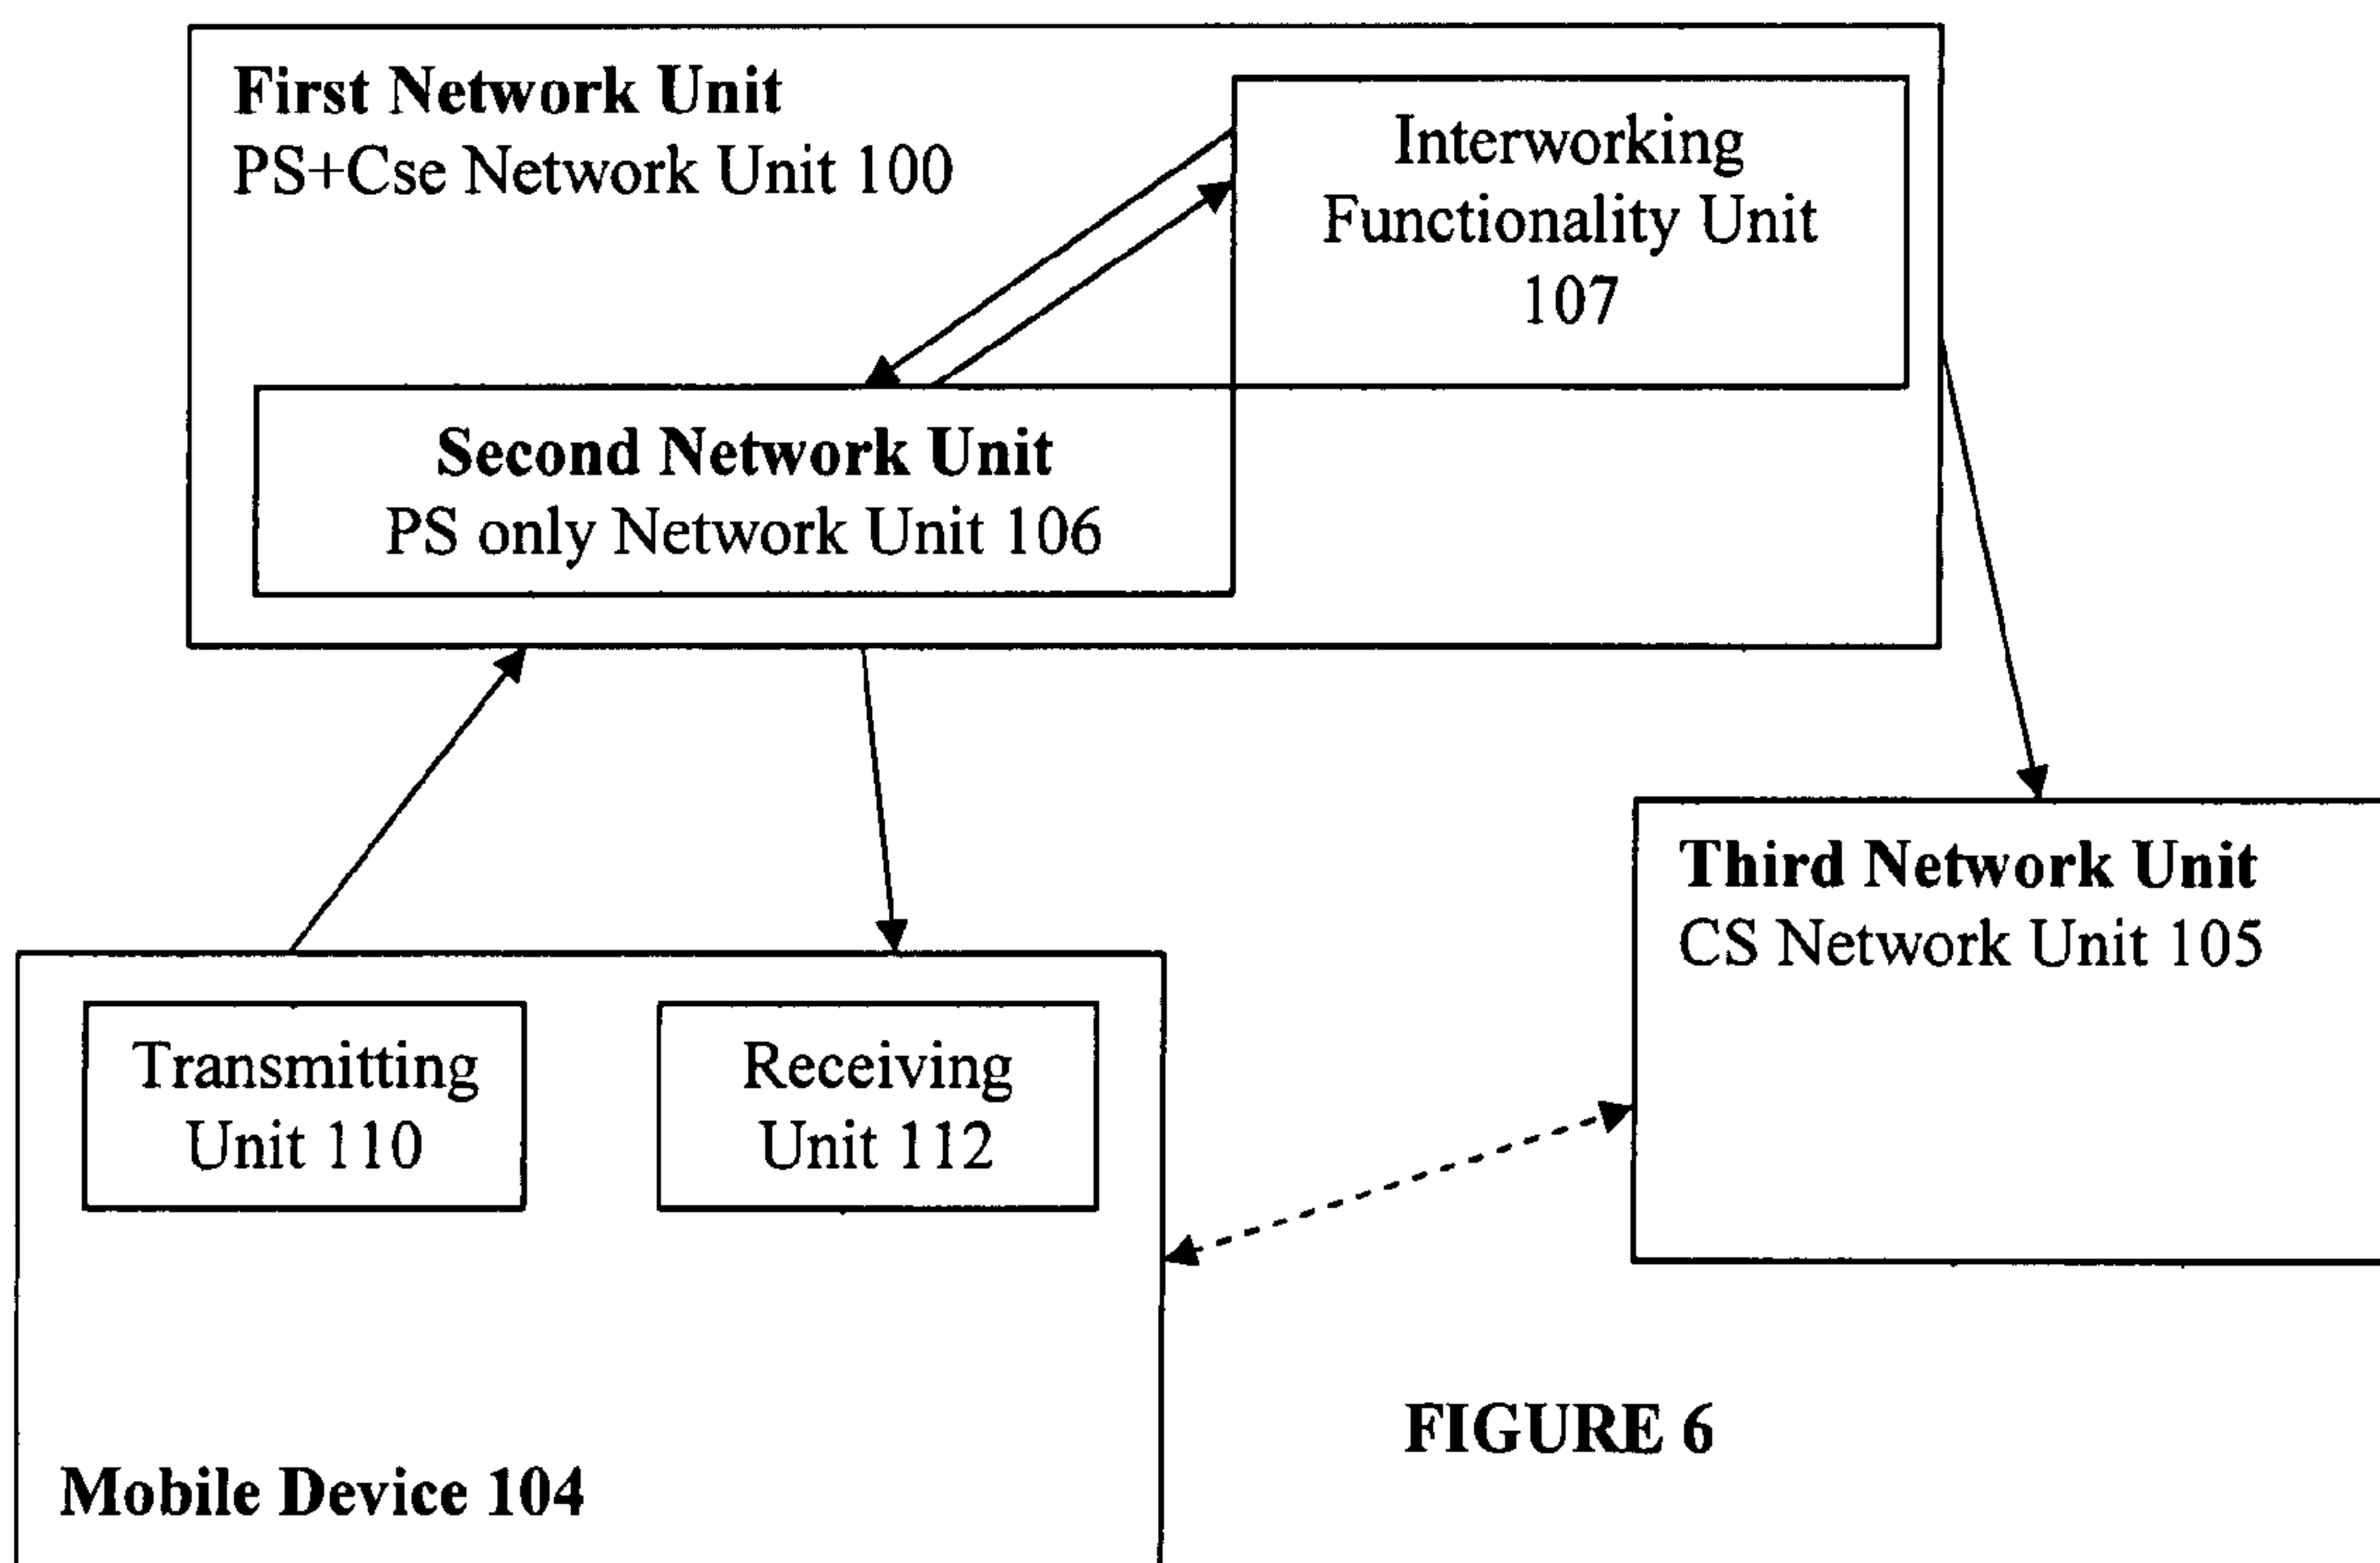 First Network Unit
PS+Cse Network Unit 100
Interworking
Functionality Unit
107
Second Network Unit
PS only Network Unit 106
Third Network Unit
CS Network Unit 105
Transmitting
Unit 110
Receiving
Unit 112
FIGURE 6
Mobile Device 104